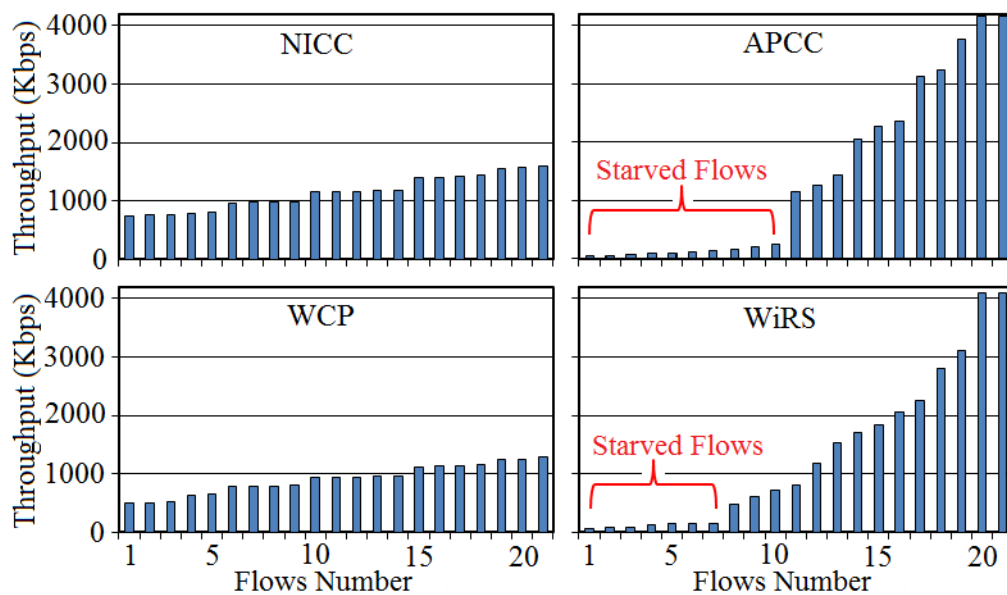 NICC
APCC
Throughput (Kbps)
4000
3000
2000
1000
0
Starved Flows
WCP
WiRS
Throughput (Kbps)
4000
3000
2000
1000
0
Starved Flows
1 5 10 15 20
1 5 10 15 20
Flows Number
Flows Number